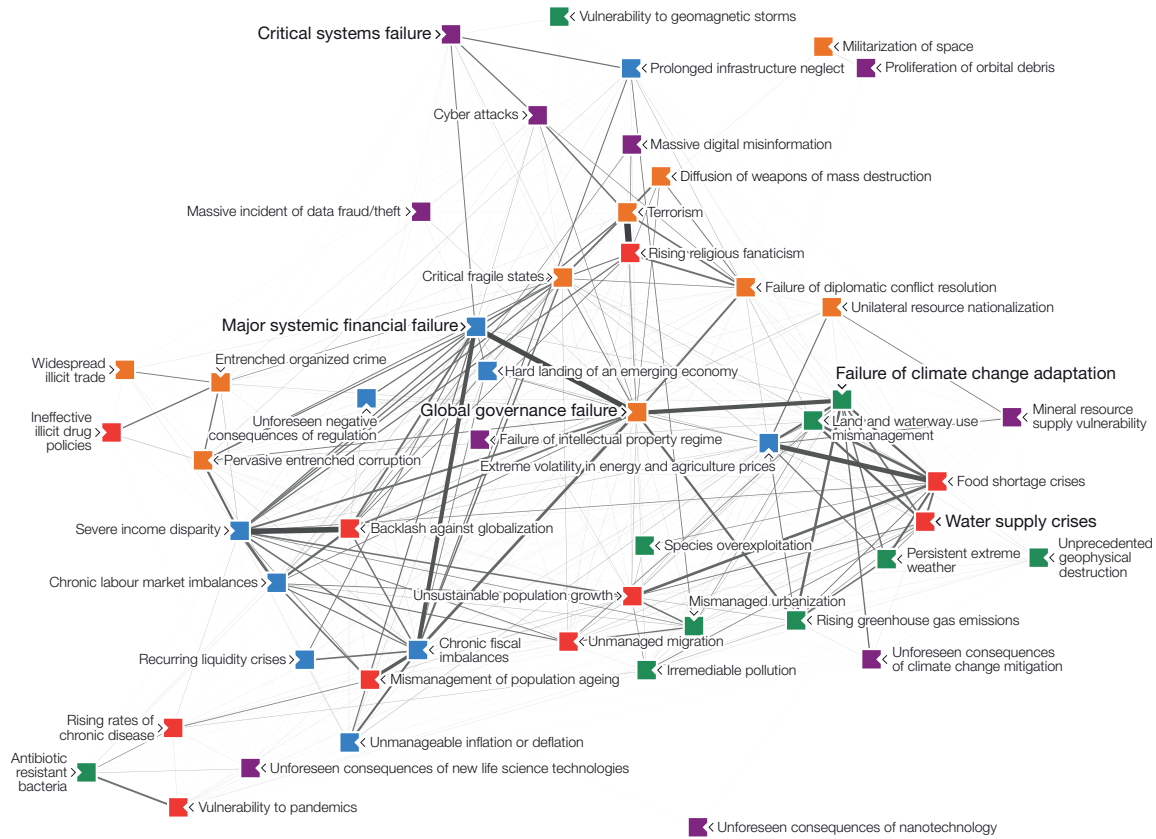 Vulnerability to geomagnetic storms
Critical systems failure
Militarization of space
Prolonged infrastructure neglect
Proliferation of orbital debris
Cyber attacks
Massive digital misinformation
Diffusion of weapons of mass destruction
Massive incident of data fraud/theft
Terrorism
Rising religious fanaticism
Critical fragile states
Failure of diplomatic conflict resolution
Unilateral resource nationalization
Major systemic financial failure
Widespread
illicit trade
Entrenched organized crime
Hard landing of an emerging economy
Failure of climate change adaptation
Ineffective
illicit drug
policies
Unforeseen negative
consequences of regulation
Global governance failure
Land and waterway use
mismanagement
Mineral resource
supply vulnerability
Failure of intellectual property regime
Pervasive entrenched corruption
Extreme volatility in energy and agriculture prices
Food shortage crises
Severe income disparity
Backlash against globalization
Water supply crises
Species overexploitation
Persistent extreme
weather
Unprecedented
geophysical
destruction
Chronic labour market imbalances
Unsustainable population growth
Mismanaged urbanization
Rising greenhouse gas emissions
Unmanaged migration
Chronic fiscal
imbalances
Recurring liquidity crises
Unforeseen consequences
of climate change mitigation
Irremediable pollution
Mismanagement of population ageing
Rising rates of
chronic disease
Unmanageable inflation or deflation
Antibiotic
resistant
bacteria
Unforeseen consequences of new life science technologies
Vulnerability to pandemics
Unforeseen consequences of nanotechnology